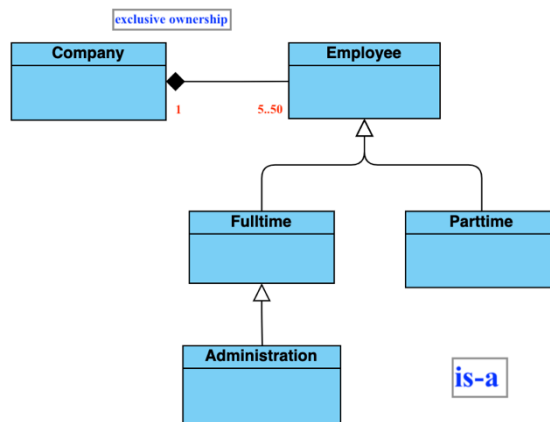 exclusive ownership
Company
Employee
1
5..50
Fulltime
Parttime
Administration
is-a